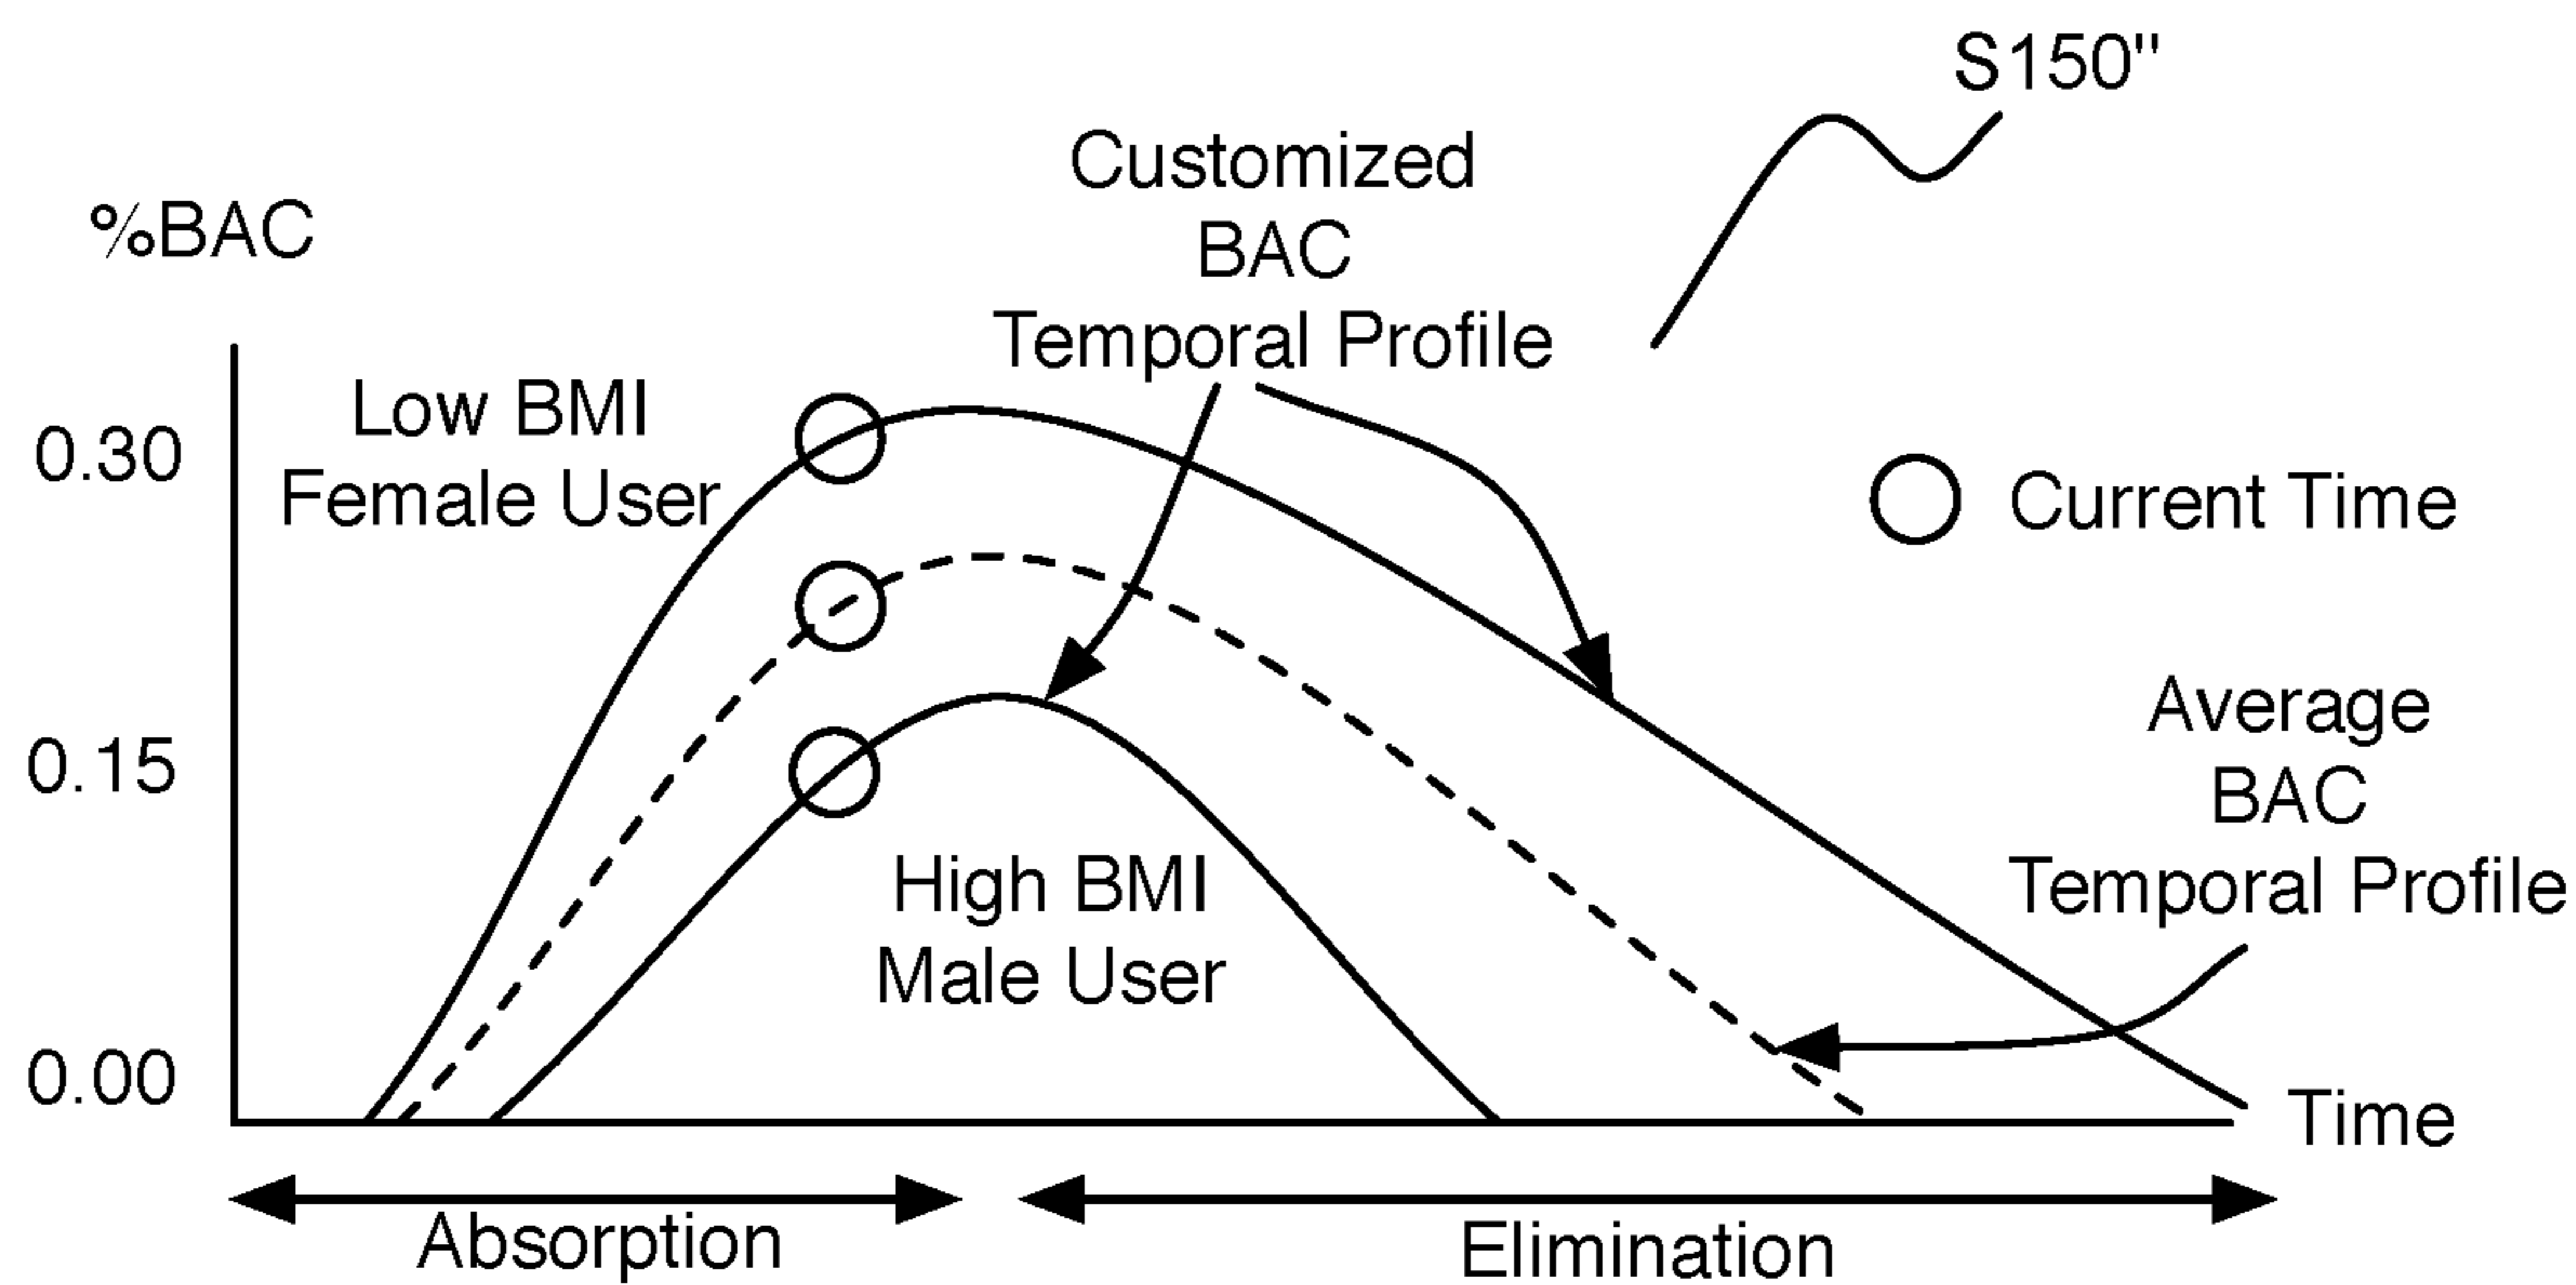 S150"
Customized
BAC
Temporal Profile
%BAC
Low BMI
Female User
0.30
Current Time
0.15
Average
BAC
Temporal Profile
High BMI
Male User
0.00
Time
Absorption
Elimination